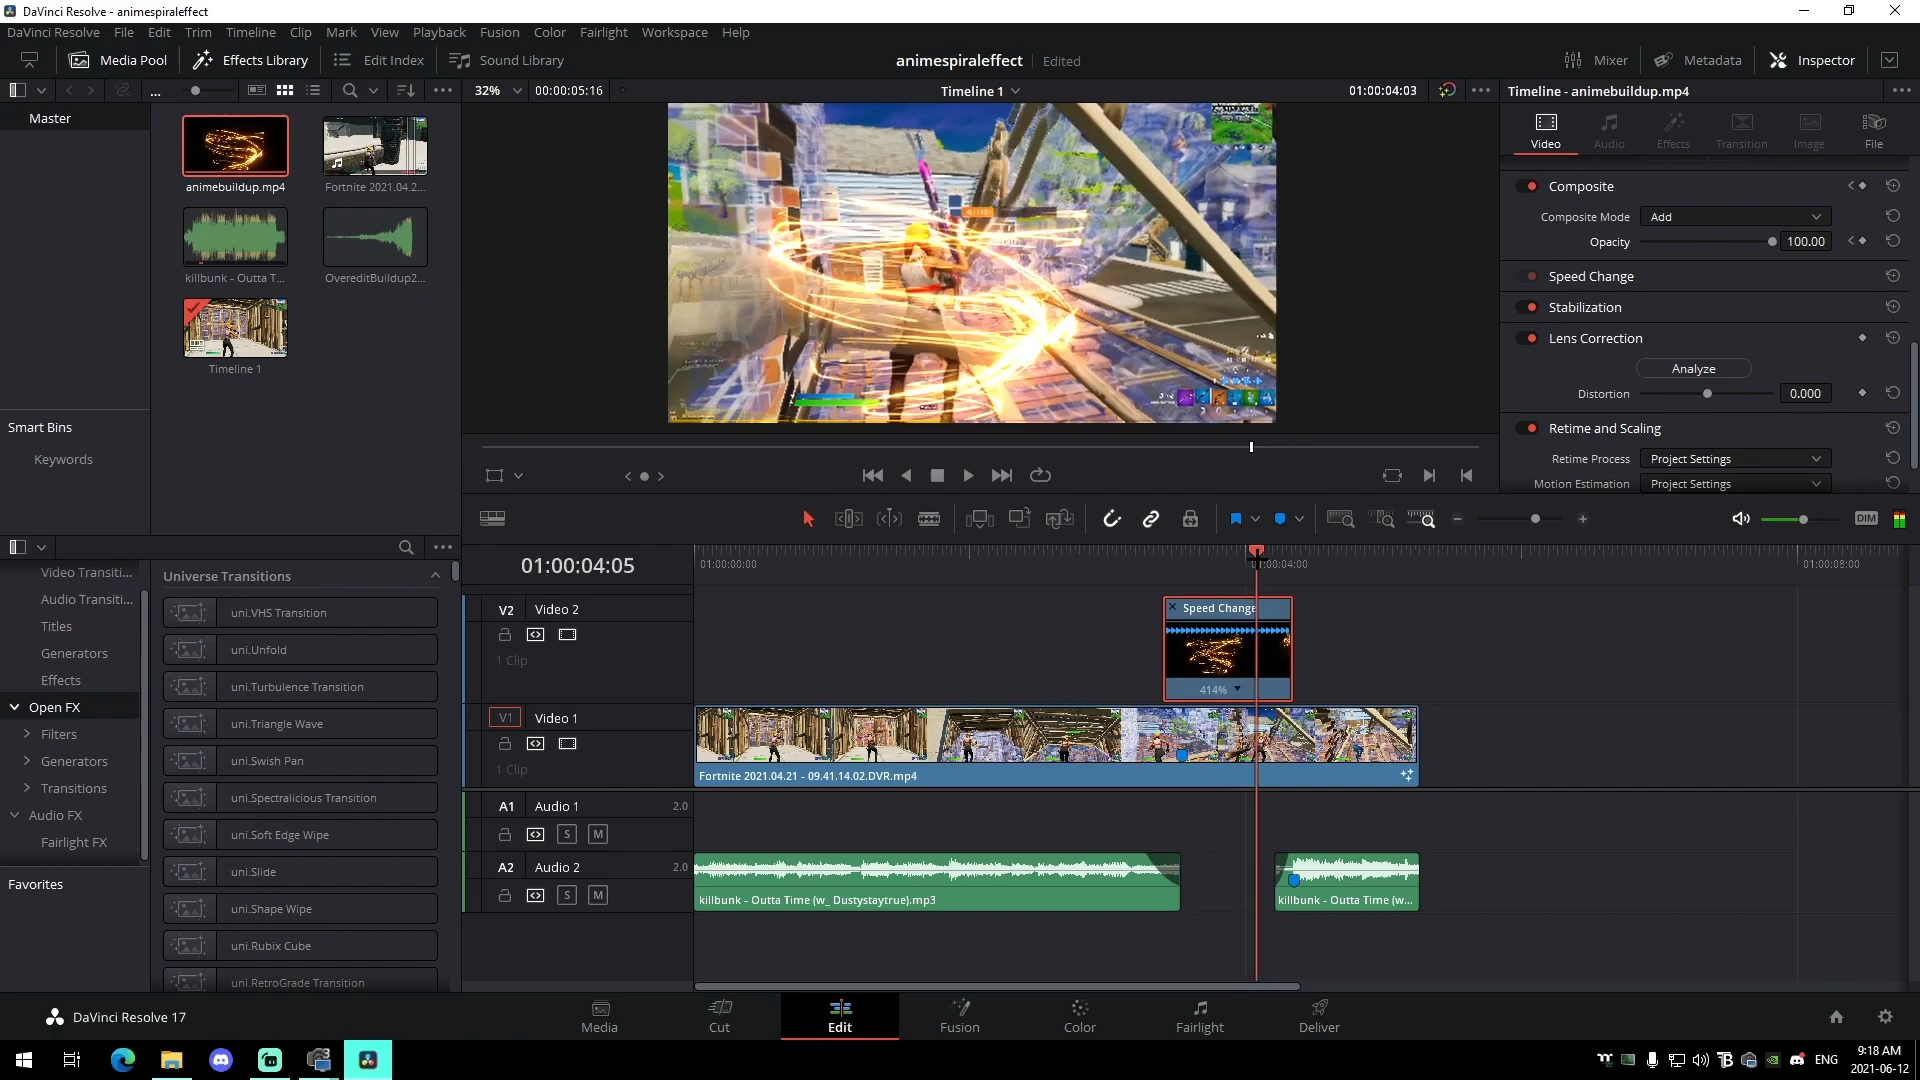 DaVinci Resolve - animespiraleffect
DaVinci Resolve File Edit Trim Timeline Clip Mark View Playback Fusion Color Fairlight Workspace Help
Media Pool Effects Library Edit Index Sound Library animespiraleffect Edited Mixer Metadata Inspector
... 32% 00:00:05:16 Timeline 1 01:00:04:03 Timeline - animebuildup.mp4
Master
Video Audio Effects Transition Image File
animebuildup.mp4 Fortnite 2021.04.2...
killbunk - Outta T... OvereditBuildup2...
Timeline 1
Composite
Composite Mode Add
Opacity 100.00
Speed Change
Stabilization
Lens Correction
Analyze
Distortion 0.000
Retime and Scaling
Retime Process Project Settings
Motion Estimation Project Settings
Smart Bins
Keywords
DIM
Video Transiti...
Audio Transiti...
Titles
Generators
Effects
Open FX
Filters
Generators
Transitions
Audio FX
Fairlight FX
Favorites
Universe Transitions
uni.VHS Transition
uni.Unfold
uni.Turbulence Transition
uni.Triangle Wave
uni.Swish Pan
uni.Spectralicious Transition
uni.Soft Edge Wipe
uni.Slide
uni.Shape Wipe
uni.Rubix Cube
uni.RetroGrade Transition
01:00:04:05 01:00:00:00 01:00:04:00 01:00:08:00
V2 Video 2
1 Clip
Speed Change
414%
V1 Video 1
1 Clip
Fortnite 2021.04.21 - 09.41.14.02.DVR.mp4
A1 Audio 1 2.0
S M
A2 Audio 2 2.0
S M
killbunk - Outta Time (w_ Dustystaytrue).mp3 killbunk - Outta Time (w...
DaVinci Resolve 17
Media Cut Edit Fusion Color Fairlight Deliver
ENG
9:18 AM
2021-06-12